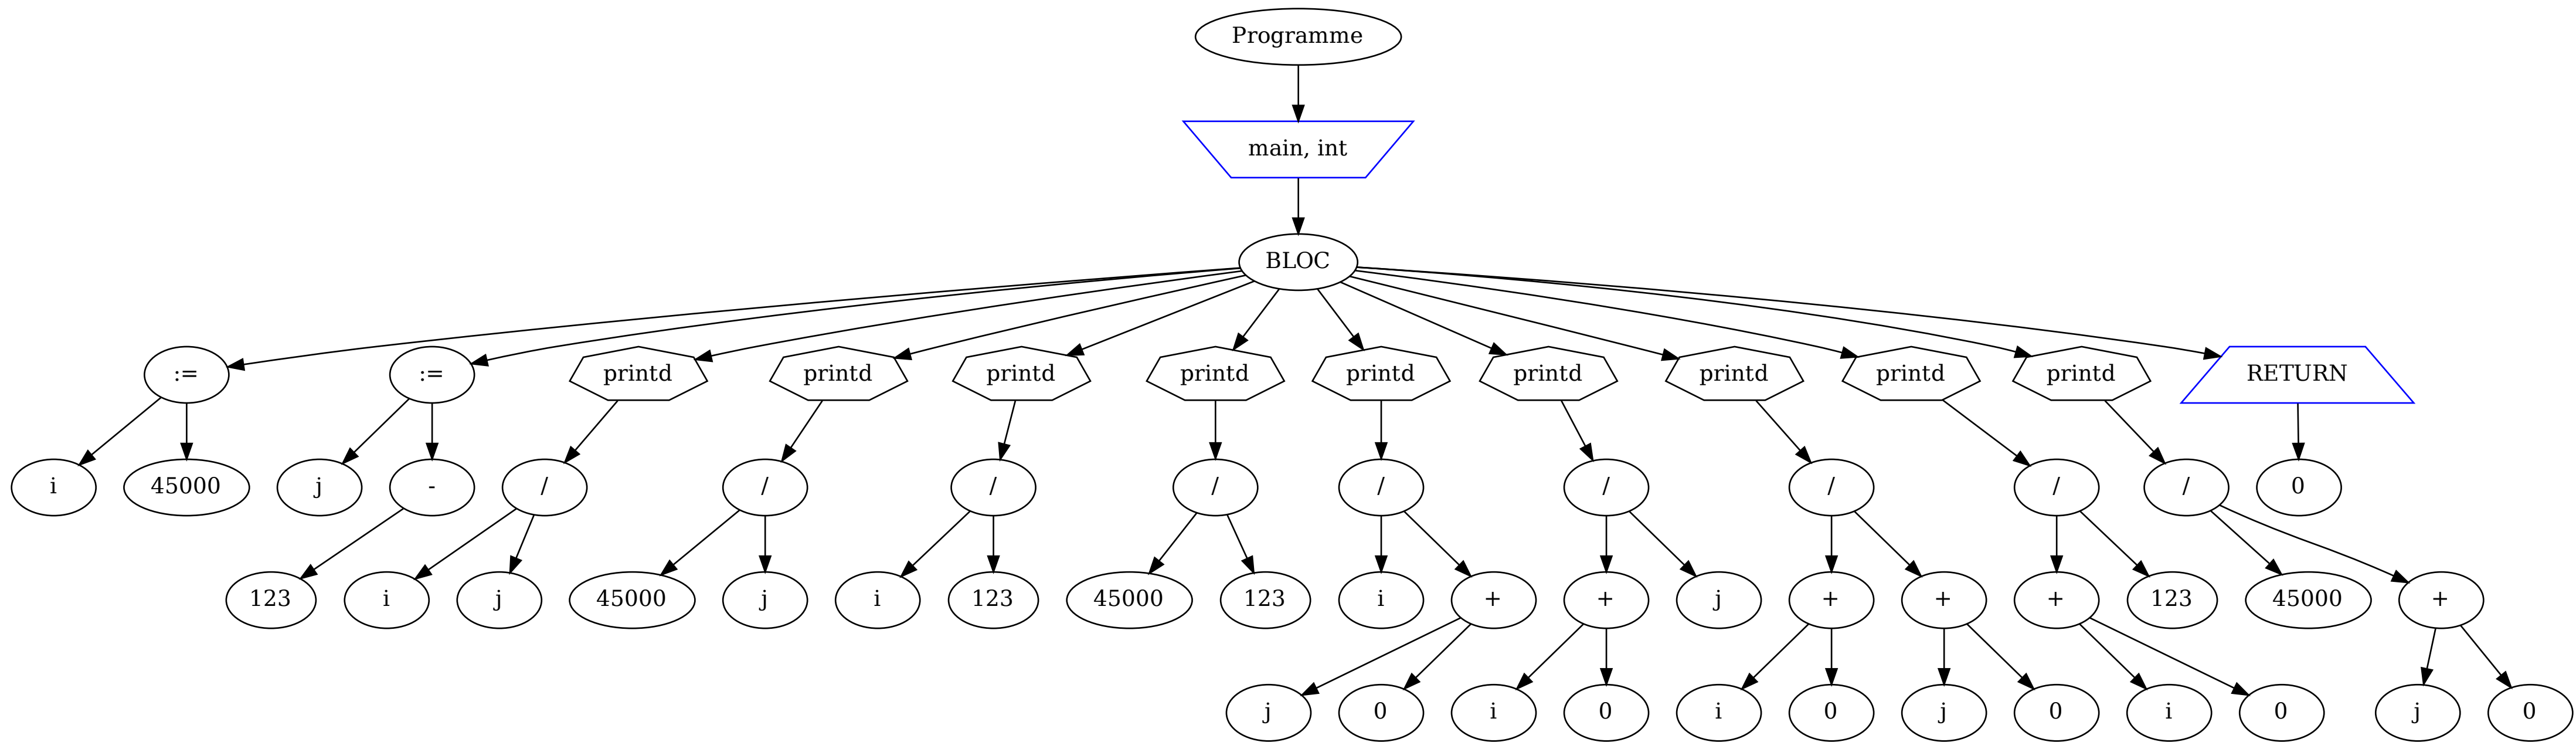 Programme
main, int
BLOC
:= := printd printd printd printd printd printd printd printd printd RETURN
i 45000 j - / / / / / / / / / 0
123 i j 45000 j i 123 45000 123 i + + j + + + 123 45000 +
j 0 i 0 i 0 j 0 i 0 j 0